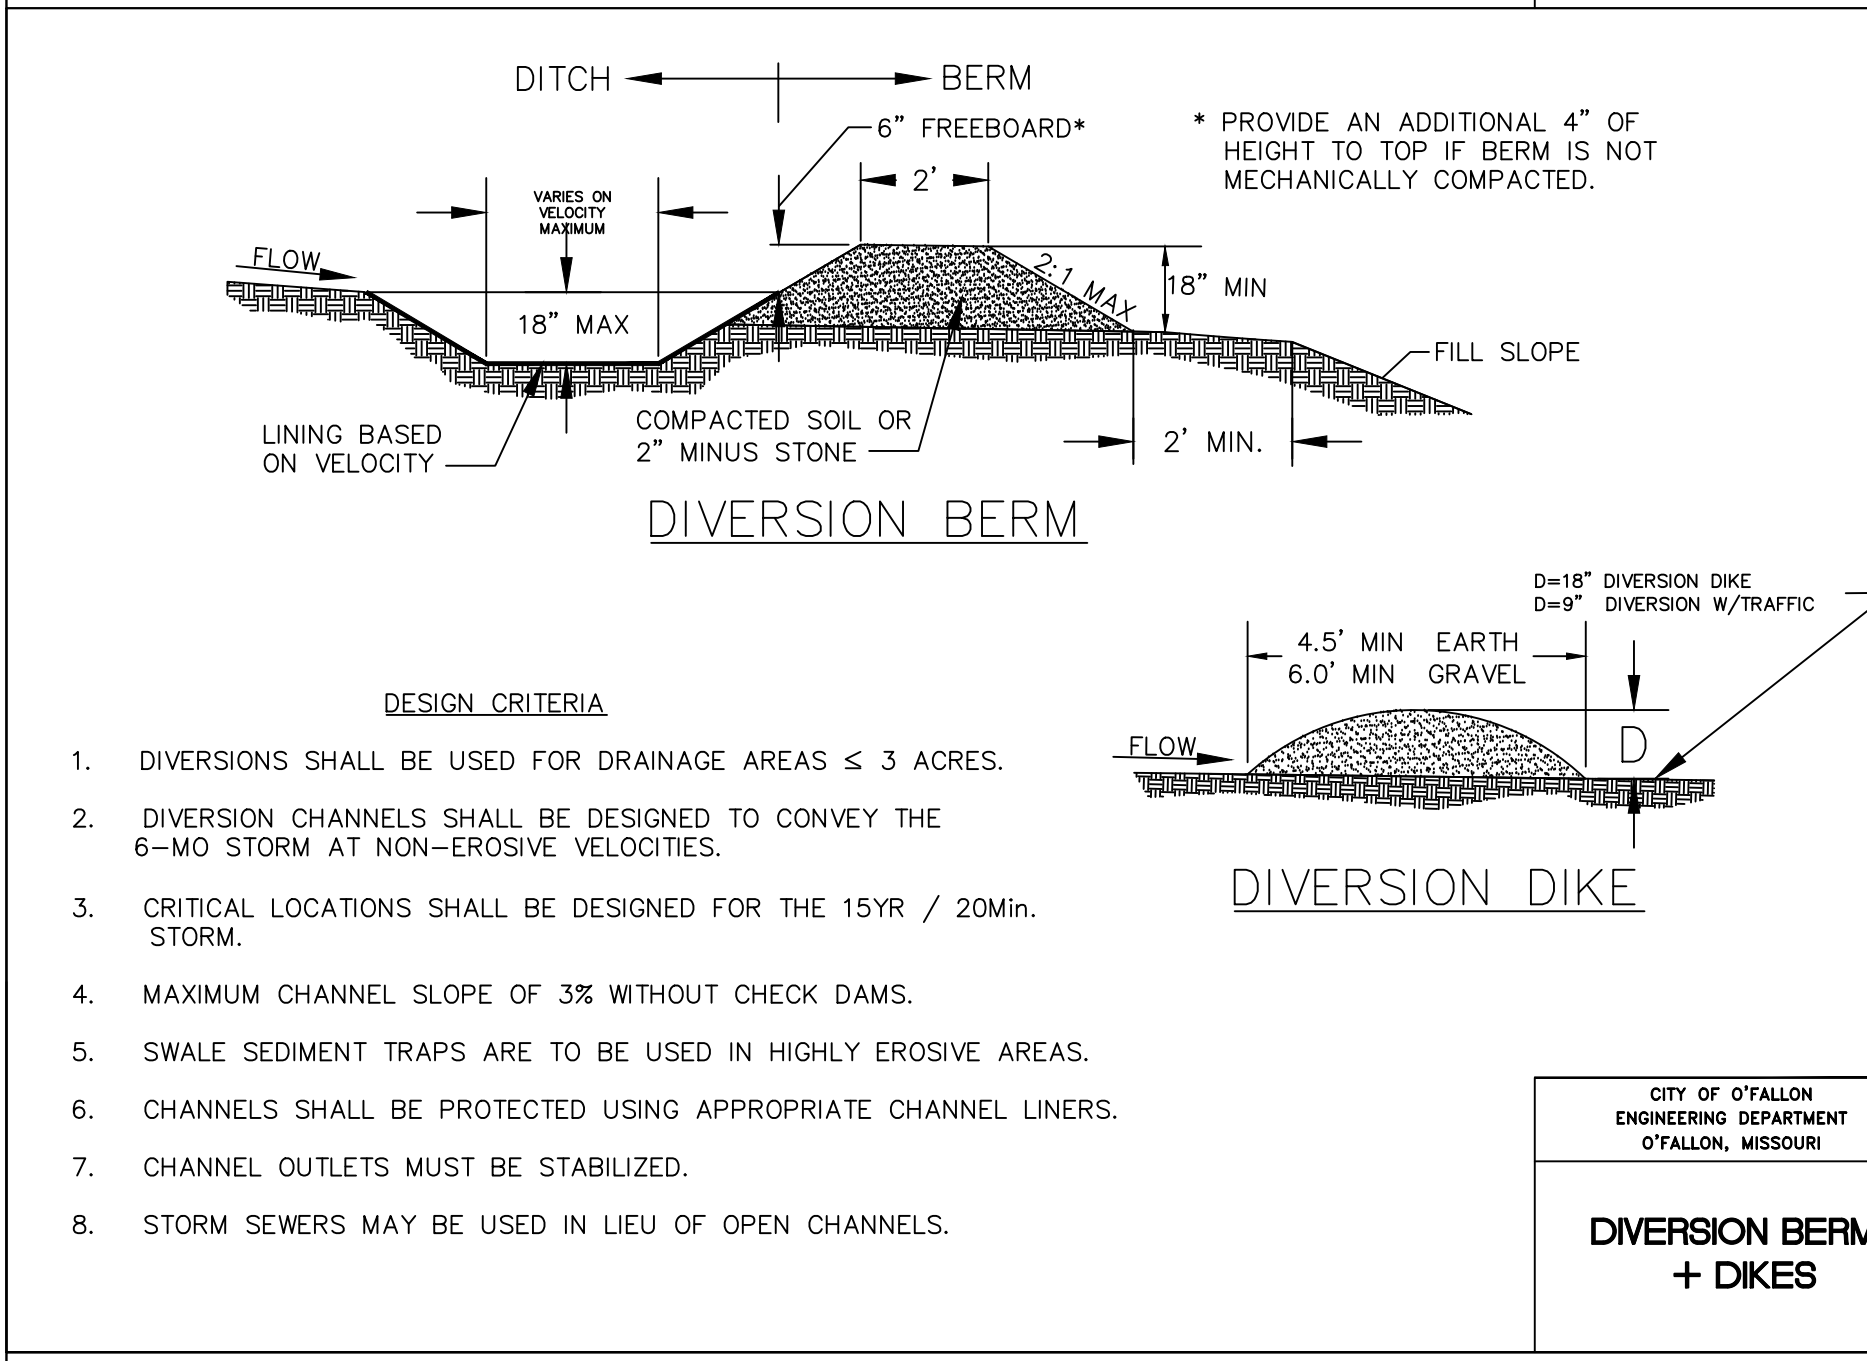 DITCH BERM
6" FREEBOARD*
* PROVIDE AN ADDITIONAL 4" OF
HEIGHT TO TOP IF BERM IS NOT
MECHANICALLY COMPACTED.
2'
VARIES ON
VELOCITY
MAXIMUM
FLOW
2:1 MAX
18" MIN
18" MAX
FILL SLOPE
COMPACTED SOIL OR
2" MINUS STONE
LINING BASED
ON VELOCITY
2' MIN.
DIVERSION BERM
D=18" DIVERSION DIKE
D=9" DIVERSION W/TRAFFIC
4.5' MIN EARTH
6.0' MIN GRAVEL
FLOW
D
DIVERSION DIKE
DESIGN CRITERIA
1. DIVERSIONS SHALL BE USED FOR DRAINAGE AREAS ≤ 3 ACRES.
2. DIVERSION CHANNELS SHALL BE DESIGNED TO CONVEY THE
6-MO STORM AT NON-EROSIVE VELOCITIES.
3. CRITICAL LOCATIONS SHALL BE DESIGNED FOR THE 15YR / 20Min.
STORM.
4. MAXIMUM CHANNEL SLOPE OF 3% WITHOUT CHECK DAMS.
5. SWALE SEDIMENT TRAPS ARE TO BE USED IN HIGHLY EROSIVE AREAS.
6. CHANNELS SHALL BE PROTECTED USING APPROPRIATE CHANNEL LINERS.
7. CHANNEL OUTLETS MUST BE STABILIZED.
8. STORM SEWERS MAY BE USED IN LIEU OF OPEN CHANNELS.
CITY OF O'FALLON
ENGINEERING DEPARTMENT
O'FALLON, MISSOURI
DIVERSION BERM
+ DIKES